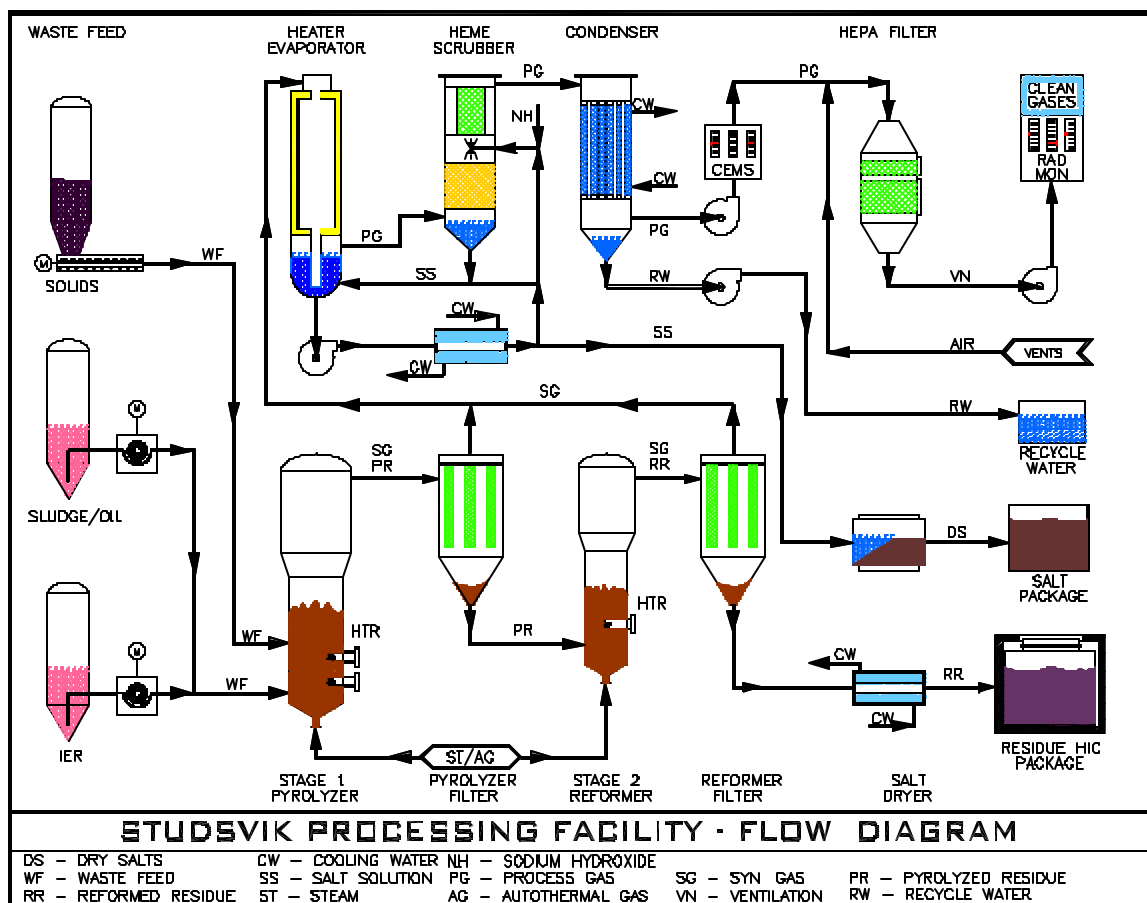 WASTE FEED
HEATER
EVAPORATOR
HEME
SCRUBBER
CONDENSER
HEPA FILTER
PG
PG
CLEAN
GASES
RAD
MON
NH
CW
CW
CEMS
M
SOLIDS
WF
PG
PG
SS
RW
VN
CW
CW
SS
AIR
VENTS
SG
RW
RECYCLE
WATER
M
SLUDGE/OIL
SG
PR
SG
RR
DS
SALT
PACKAGE
HTR
HTR
PR
WF
WF
M
IER
CW
CW
RR
RESIDUE HIC
PACKAGE
ST/AG
STAGE 1
PYROLYZER
PYROLYZER
FILTER
STAGE 2
REFORMER
REFORMER
FILTER
SALT
DRYER
STUDSVIK PROCESSING FACILITY - FLOW DIAGRAM
DS - DRY SALTS CW - COOLING WATER NH - SODIUM HYDROXIDE
WF - WASTE FEED SS - SALT SOLUTION PG - PROCESS GAS SG - SYN GAS PR - PYROLYZED RESIDUE
RR - REFORMED RESIDUE ST - STEAM AG - AUTOTHERMAL GAS VN - VENTILATION RW - RECYCLE WATER